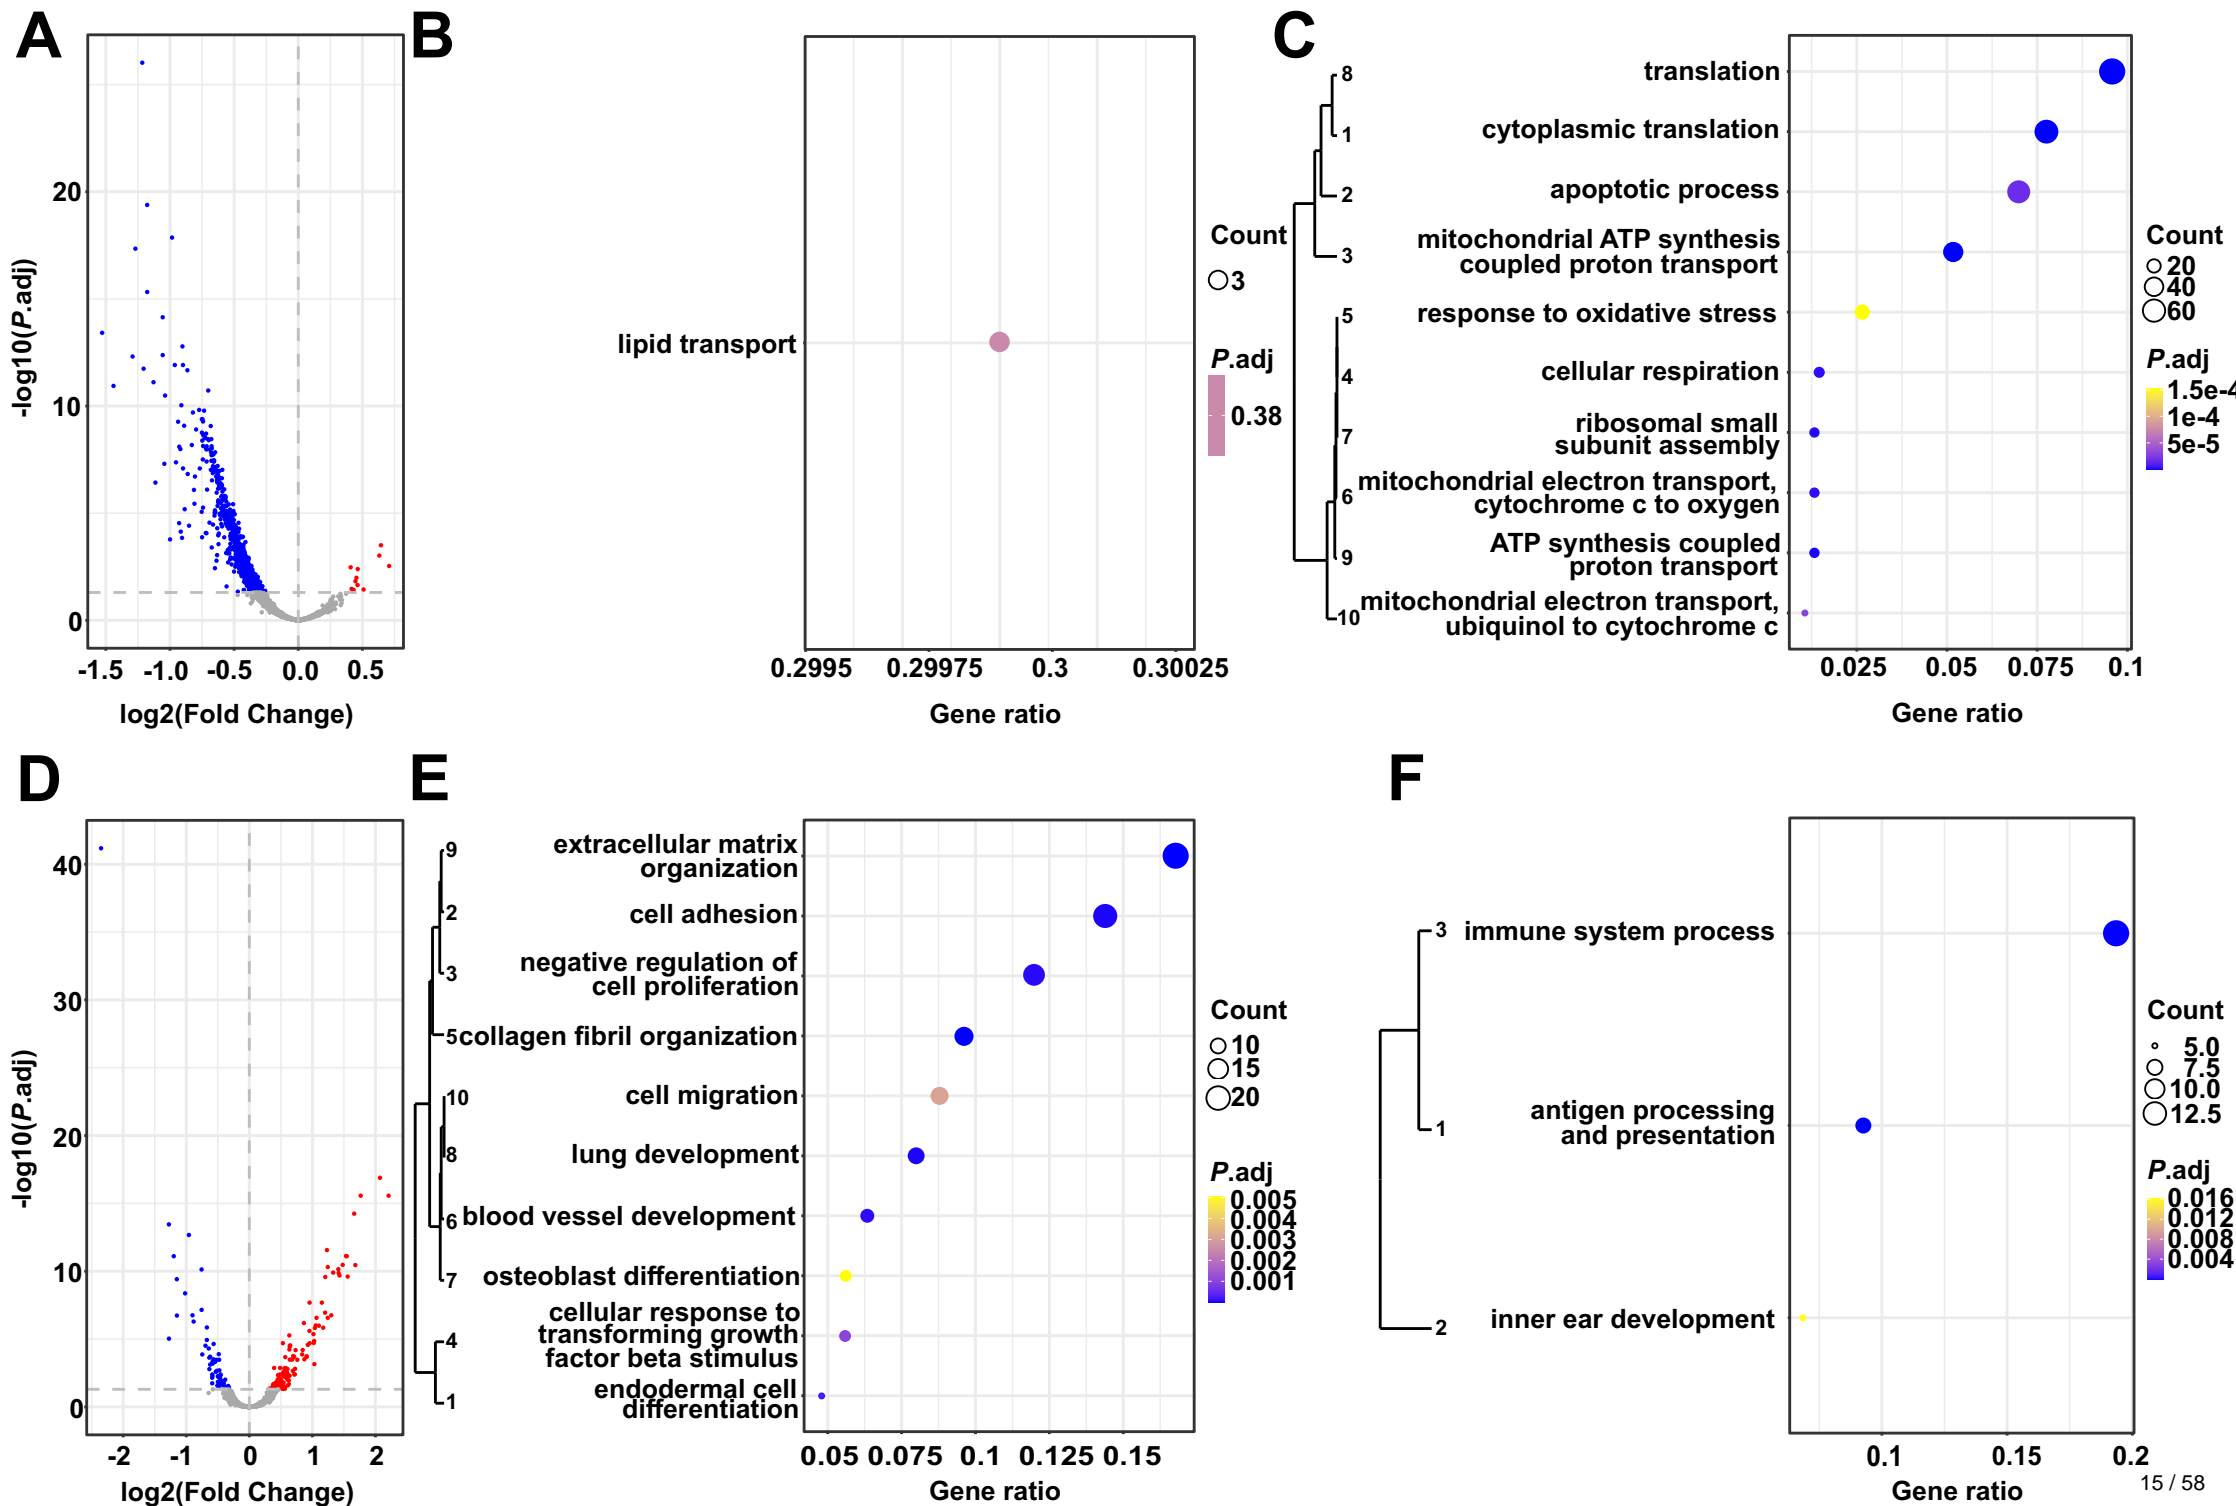 A
-log10(P.adj)
20
10
0
-1.5 -1.0 -0.5 0.0 0.5
log2(Fold Change)
B
lipid transport
0.2995 0.29975 0.3 0.30025
Gene ratio
Count
3
P.adj
0.38
C
8
1
2
3
5
4
7
6
9
10
translation
cytoplasmic translation
apoptotic process
mitochondrial ATP synthesis
coupled proton transport
response to oxidative stress
cellular respiration
ribosomal small
subunit assembly
mitochondrial electron transport,
cytochrome c to oxygen
ATP synthesis coupled
proton transport
mitochondrial electron transport,
ubiquinol to cytochrome c
0.025 0.05 0.075 0.1
Gene ratio
Count
20
40
60
P.adj
1.5e-4
1e-4
5e-5
D
-log10(P.adj)
40
30
20
10
0
-2 -1 0 1 2
log2(Fold Change)
E
9
2
3
5
10
8
6
7
4
1
extracellular matrix
organization
cell adhesion
negative regulation of
cell proliferation
collagen fibril organization
cell migration
lung development
blood vessel development
osteoblast differentiation
cellular response to
transforming growth
factor beta stimulus
endodermal cell
differentiation
0.05 0.075 0.1 0.125 0.15
Gene ratio
Count
10
15
20
P.adj
0.005
0.004
0.003
0.002
0.001
F
3
1
2
immune system process
antigen processing
and presentation
inner ear development
0.1 0.15 0.2
Gene ratio
Count
5.0
7.5
10.0
12.5
P.adj
0.016
0.012
0.008
0.004
15 / 58